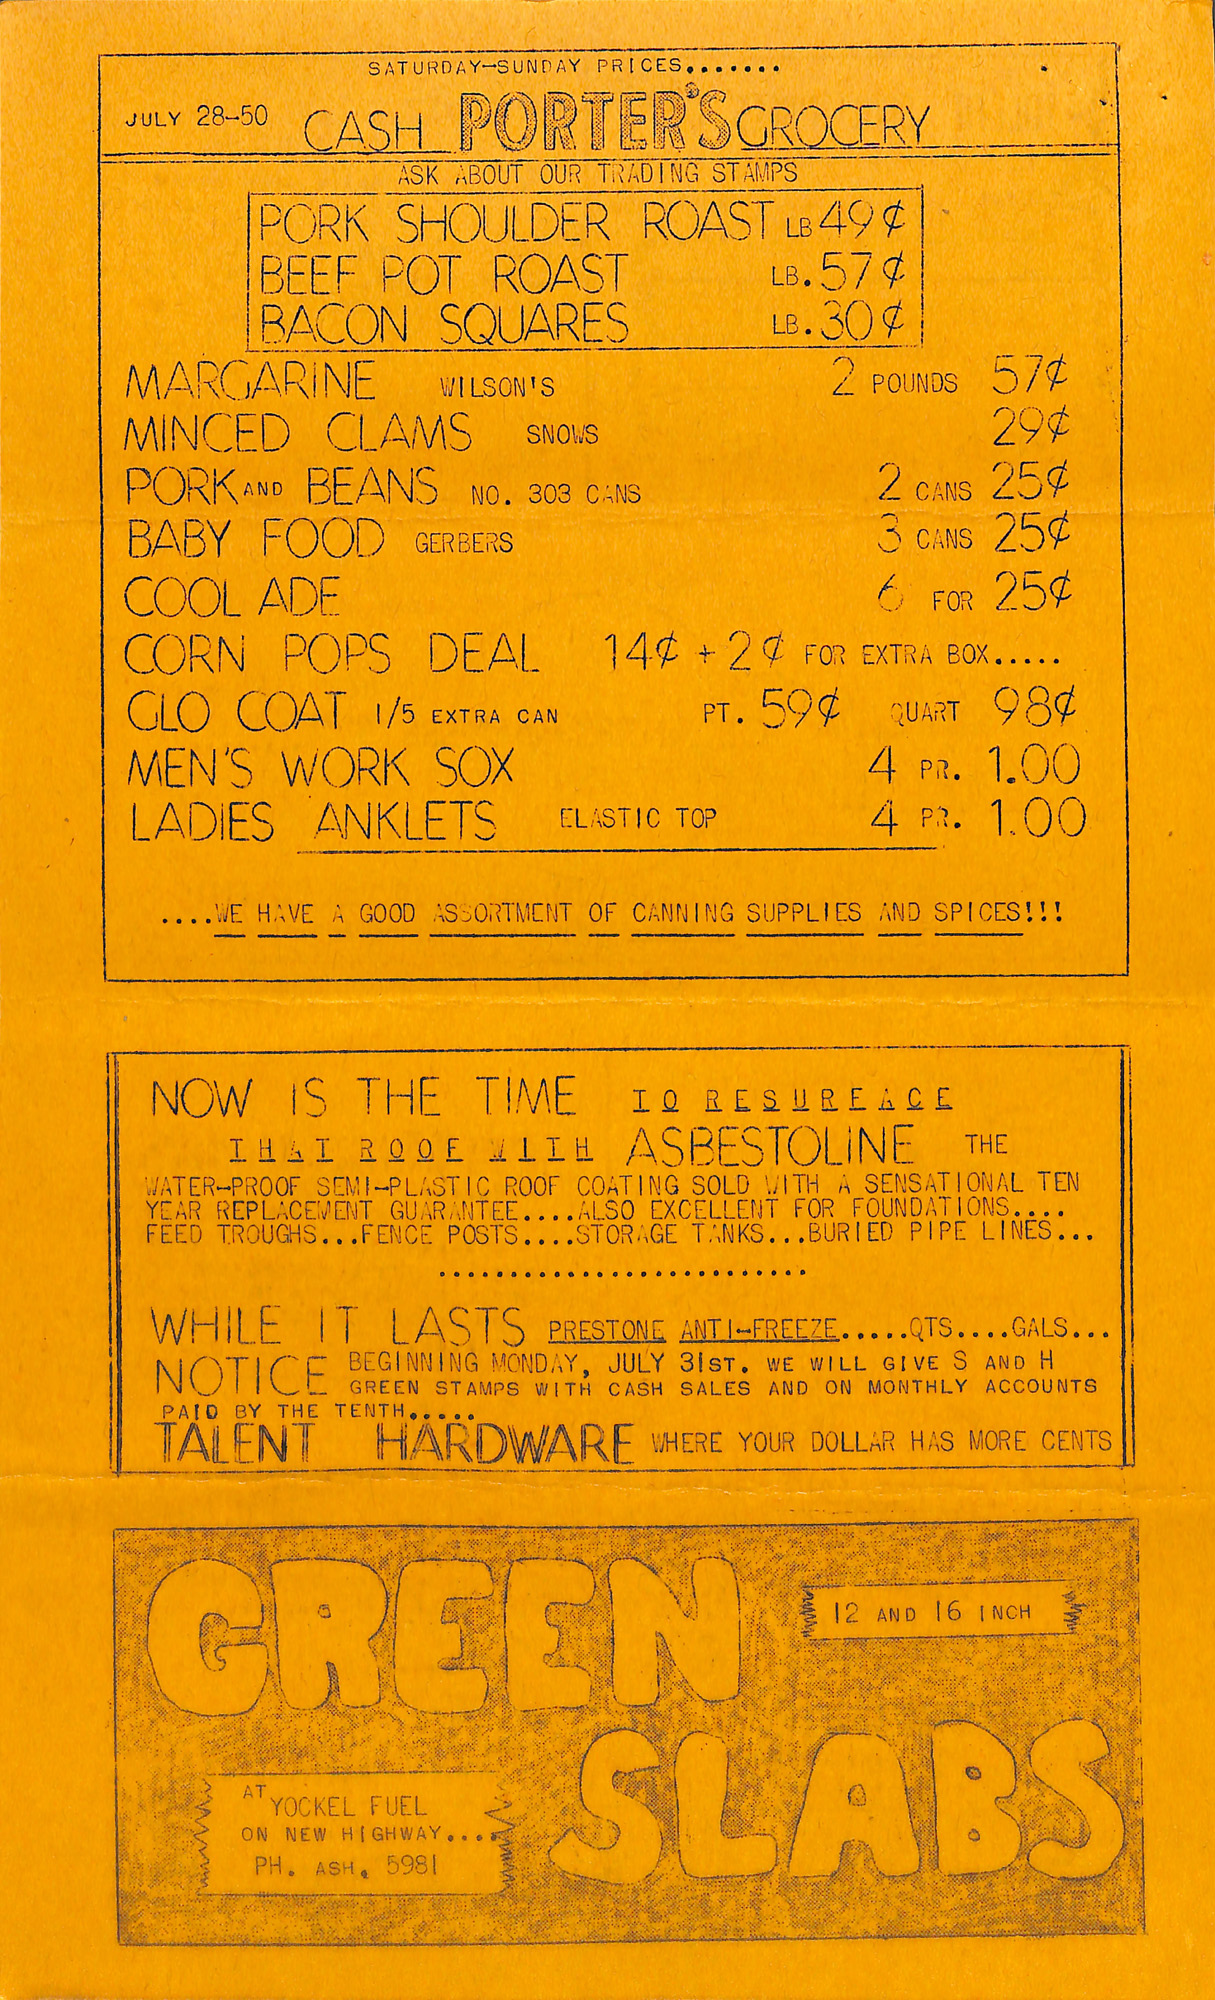 SATURDAY-SUNDAY PRICES.......
JULY 28-50 CASH PORTER'S GROCERY
ASK ABOUT OUR TRADING STAMPS
PORK SHOULDER ROAST LB 49¢
BEEF POT ROAST LB. 57¢
BACON SQUARES LB. 30¢
MARGARINE WILSON'S 2 POUNDS 57¢
MINCED CLAMS SNOWS 29¢
PORK AND BEANS NO. 303 CANS 2 CANS 25¢
BABY FOOD GERBERS 3 CANS 25¢
COOL ADE 6 FOR 25¢
CORN POPS DEAL 14¢ + 2¢ FOR EXTRA BOX.....
GLO COAT 1/5 EXTRA CAN PT. 59¢ QUART 98¢
MEN'S WORK SOX 4 PR. 1.00
LADIES ANKLETS ELASTIC TOP 4 PR. 1.00
....WE HAVE A GOOD ASSORTMENT OF CANNING SUPPLIES AND SPICES!!!
NOW IS THE TIME TO RESURFACE
THAT ROOF WITH ASBESTOLINE THE
WATER-PROOF SEMI-PLASTIC ROOF COATING SOLD WITH A SENSATIONAL TEN
YEAR REPLACEMENT GUARANTEE....ALSO EXCELLENT FOR FOUNDATIONS....
FEED TROUGHS...FENCE POSTS....STORAGE TANKS...BURIED PIPE LINES...
..........................
WHILE IT LASTS PRESTONE ANTI-FREEZE.....QTS....GALS...
NOTICE BEGINNING MONDAY, JULY 31ST. WE WILL GIVE S AND H
GREEN STAMPS WITH CASH SALES AND ON MONTHLY ACCOUNTS
PAID BY THE TENTH.....
TALENT HARDWARE WHERE YOUR DOLLAR HAS MORE CENTS
GREEN
12 AND 16 INCH
SLABS
AT YOCKEL FUEL
ON NEW HIGHWAY....
PH. ASH. 5981